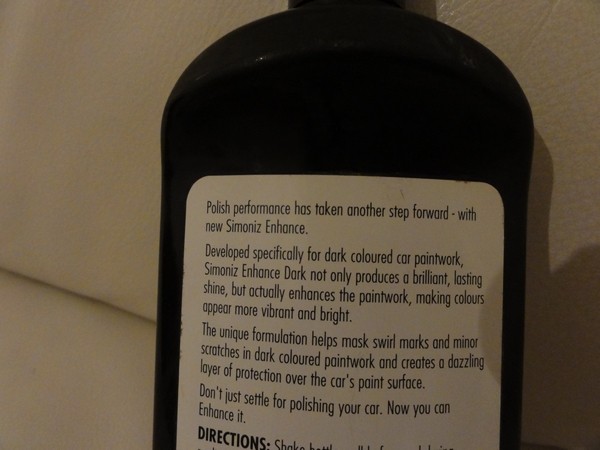 Polish performance has taken another step forward - with
new Simoniz Enhance.
Developed specifically for dark coloured car paintwork,
Simoniz Enhance Dark not only produces a brilliant, lasting
shine, but actually enhances the paintwork, making colours
appear more vibrant and bright.
The unique formulation helps mask swirl marks and minor
scratches in dark coloured paintwork and creates a dazzling
layer of protection over the car's paint surface.
Don't just settle for polishing your car. Now you can
Enhance it.
DIRECTIONS: Shake bottle well before